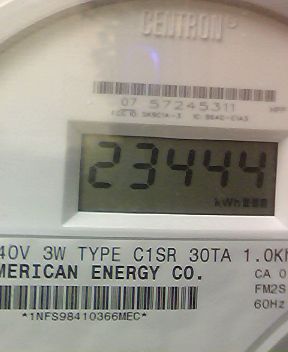 CENTRON
07 57245311
23444
kWh
40V 3W TYPE C1SR 30TA 1.0Kh
MERICAN ENERGY CO.
CA 0
FM2S
60Hz
*1NFS98410366MEC*